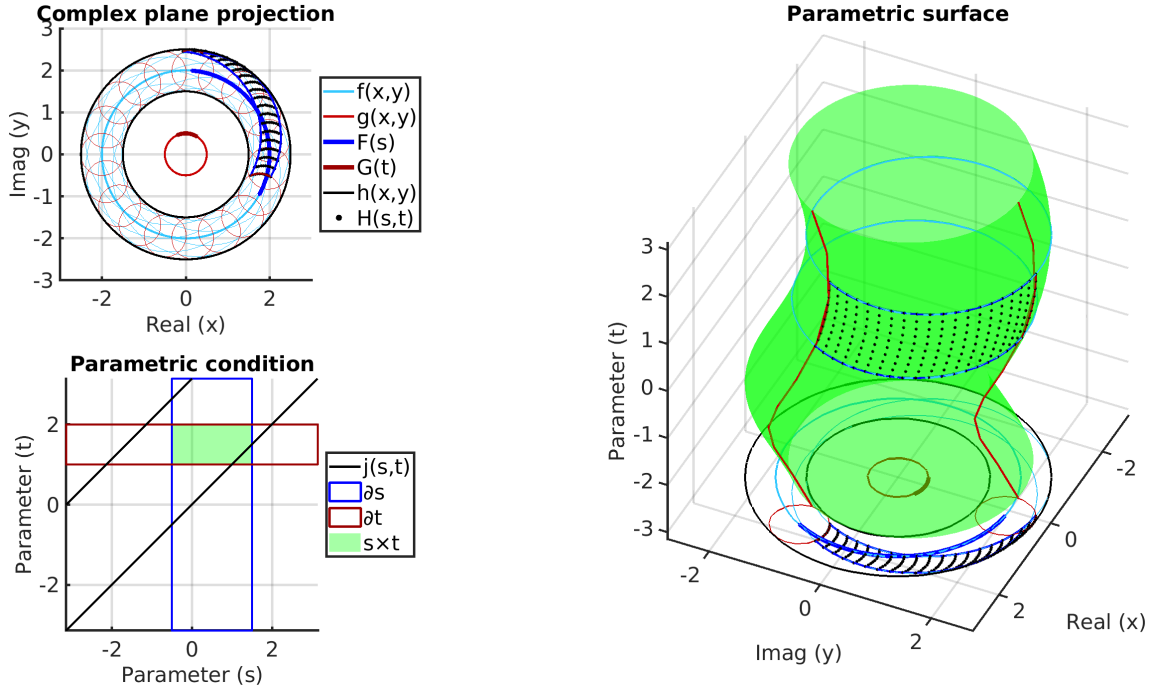 Complex plane projection
3
2
1
0
-1
-2
-3
-2
0
2
Imag (y)
Real (x)
f(x,y)
g(x,y)
F(s)
G(t)
h(x,y)
H(s,t)
Parametric condition
2
0
-2
-2
0
2
Parameter (t)
Parameter (s)
j(s,t)
∂s
∂t
s×t
Parametric surface
3
2
1
0
-1
-2
-3
Parameter (t)
-2
0
2
Imag (y)
-2
0
2
Real (x)